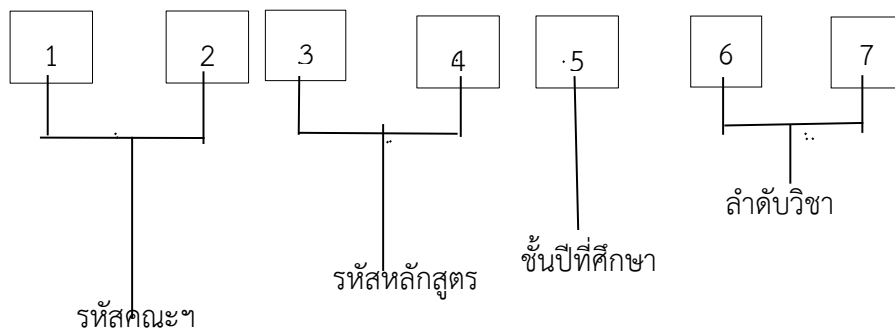 1 2 3 4 5 6 7
ลำดับวิชา
ชั้นปีที่ศึกษา
รหัสหลักสูตร
รหัสคณะฯ